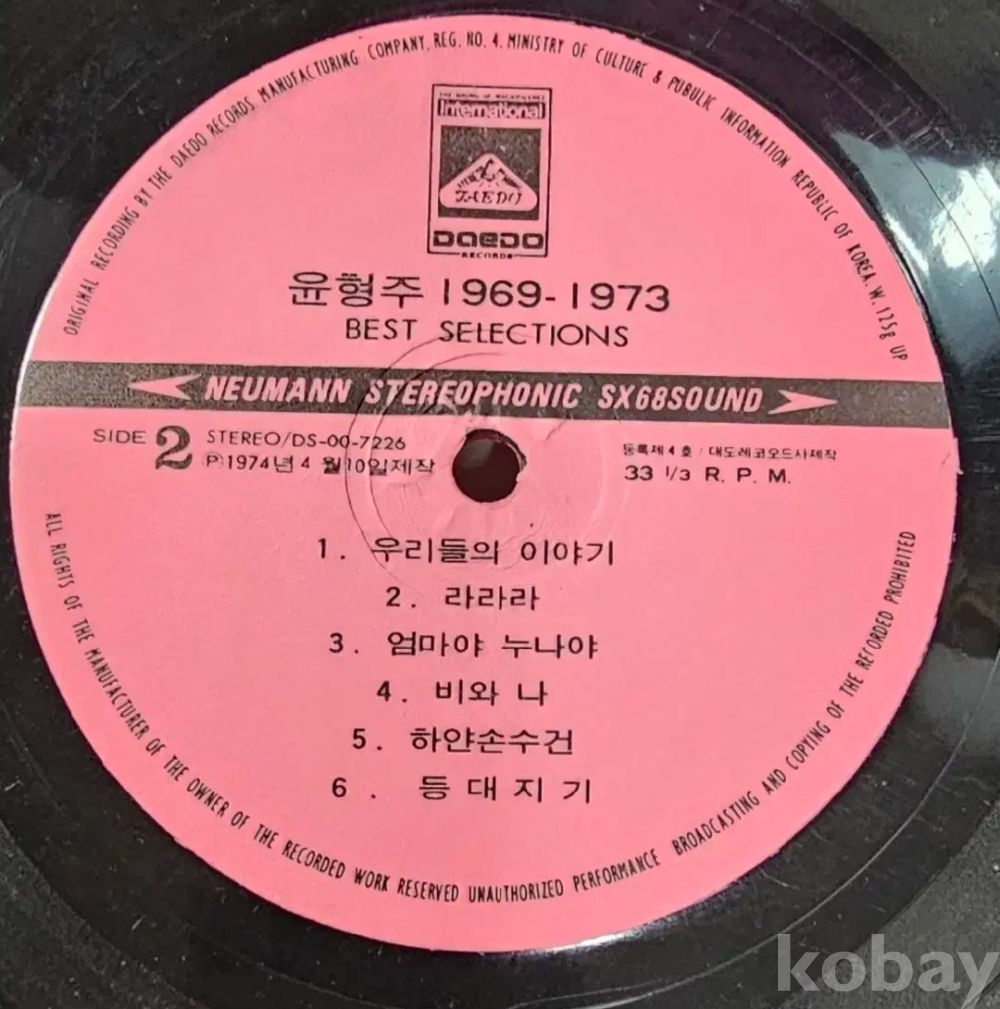 ORIGINAL RECORDING BY THE DAEDO RECORDS MANUFACTURING COMPANY. REG. NO. 4. MINISTRY OF CULTURE & PUBULIC INFORMATION REPUBLIC OF KOREA. W. 125g UP
International
DAEDO
RECORDS
윤형주 1969-1973
BEST SELECTIONS
NEUMANN STEREOPHONIC SX68SOUND
SIDE 2
STEREO/DS-00-7226
Ⓟ1974년 4월10일제작
등록제4호 / 대도레코오드사제작
33 1/3 R. P. M.
1. 우리들의 이야기
2. 라라라
3. 엄마야 누나야
4. 비와 나
5. 하얀손수건
6. 등대지기
ALL RIGHTS OF THE MANUFACTURER OF THE OWNER OF THE RECORDED WORK RESERVED UNAUTHORIZED PERFORMANCE BROADCASTING AND COPYING OF THE RECORDED PROHIBITED
kobay